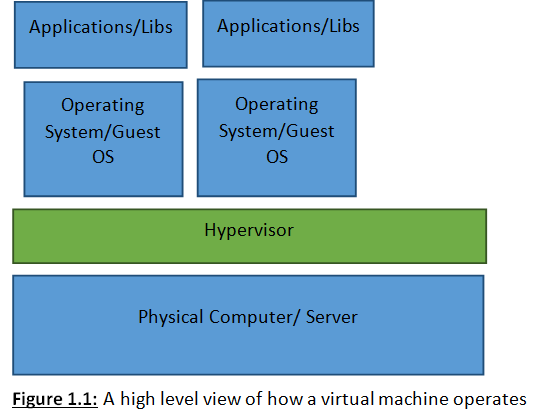 Applications/Libs
Applications/Libs
Operating
System/Guest
OS
Operating
System/Guest
OS
Hypervisor
Physical Computer/ Server
Figure 1.1: A high level view of how a virtual machine operates